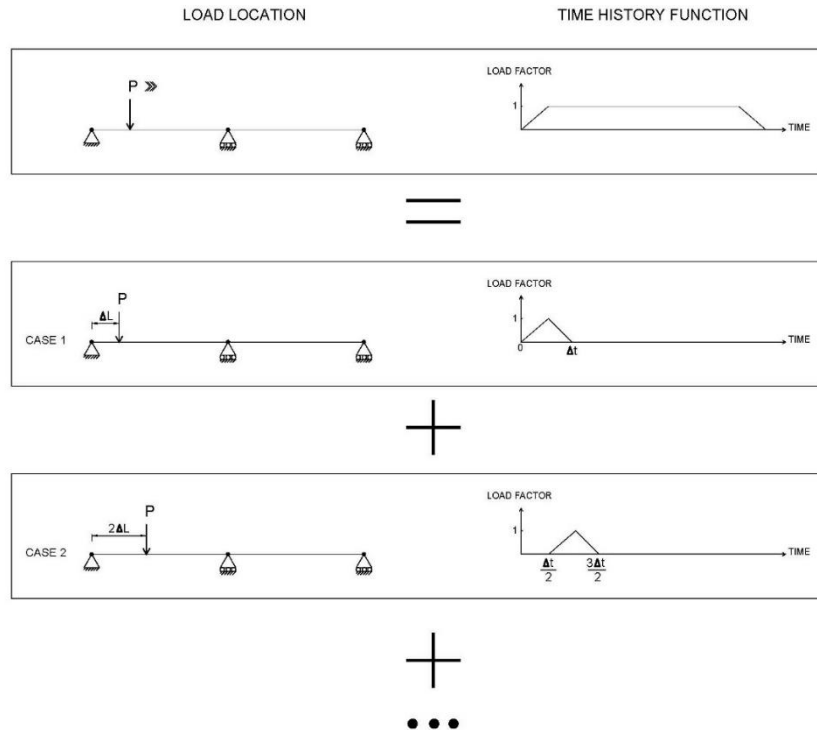 LOAD LOCATION
TIME HISTORY FUNCTION
P
LOAD FACTOR
1
TIME
CASE 1
ΔL
P
LOAD FACTOR
1
0
Δt
TIME
CASE 2
2ΔL
P
LOAD FACTOR
1
Δt
2
3Δt
2
TIME